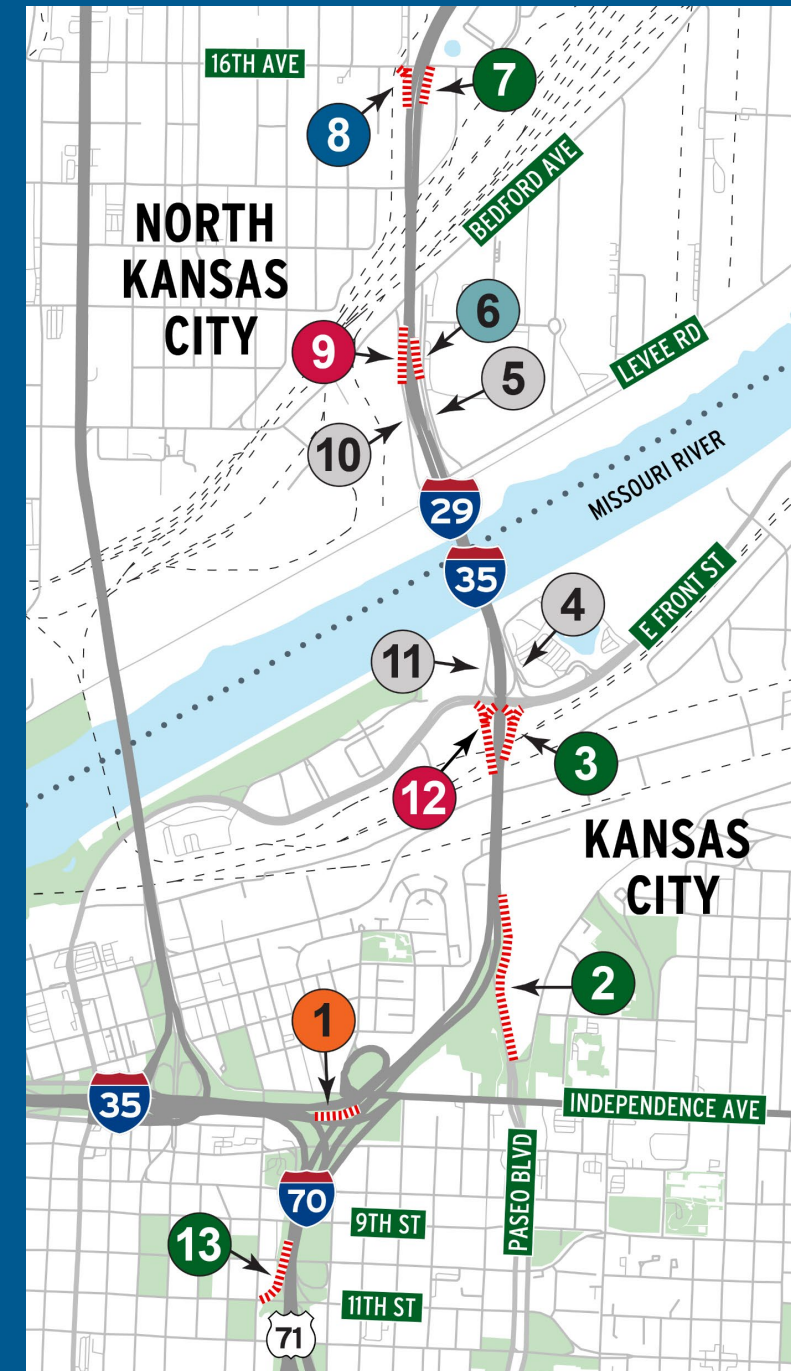 16TH AVE
7
8
BEDFORD AVE
NORTH
KANSAS
CITY
6
9
5
LEVEE RD
10
MISSOURI RIVER
29
35
4
E FRONT ST
11
3
12
KANSAS
CITY
2
1
35
INDEPENDENCE AVE
PASEO BLVD
70
9TH ST
13
11TH ST
71